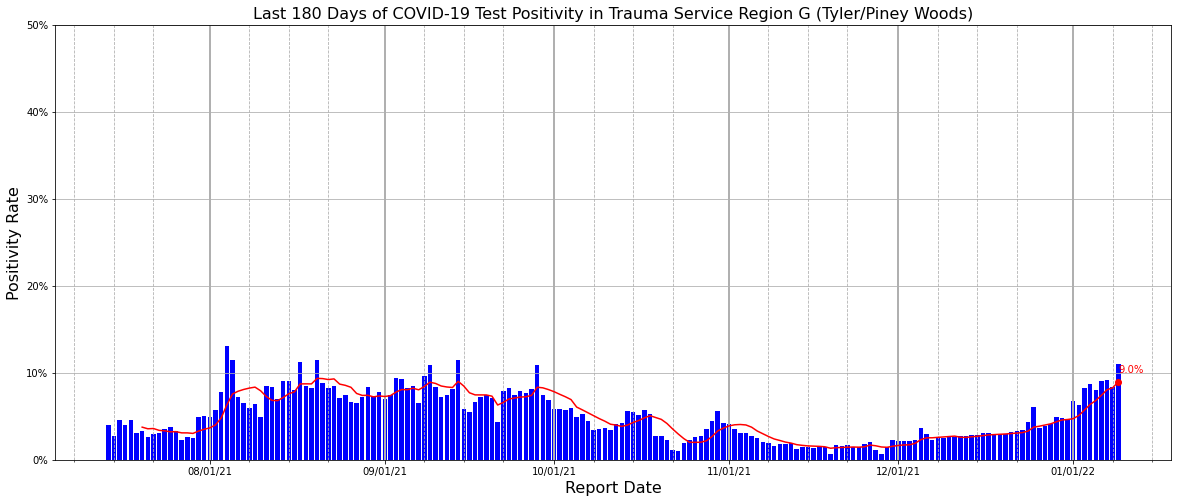 Last 180 Days of COVID-19 Test Positivity in Trauma Service Region G (Tyler/Piney Woods)
50%
40%
30%
20%
10%
0%
Positivity Rate
9.0%
08/01/21 09/01/21 10/01/21 11/01/21 12/01/21 01/01/22
Report Date